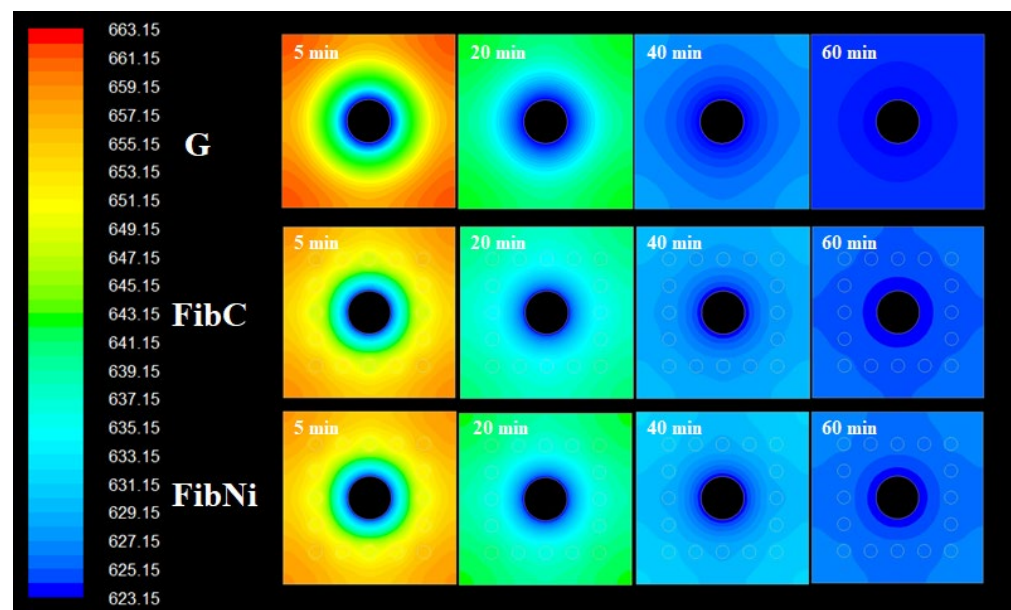 663.15
661.15
659.15
657.15
655.15
653.15
651.15
649.15
647.15
645.15
643.15
641.15
639.15
637.15
635.15
633.15
631.15
629.15
627.15
625.15
623.15
G
5 min
20 min
40 min
60 min
FibC
5 min
20 min
40 min
60 min
FibNi
5 min
20 min
40 min
60 min